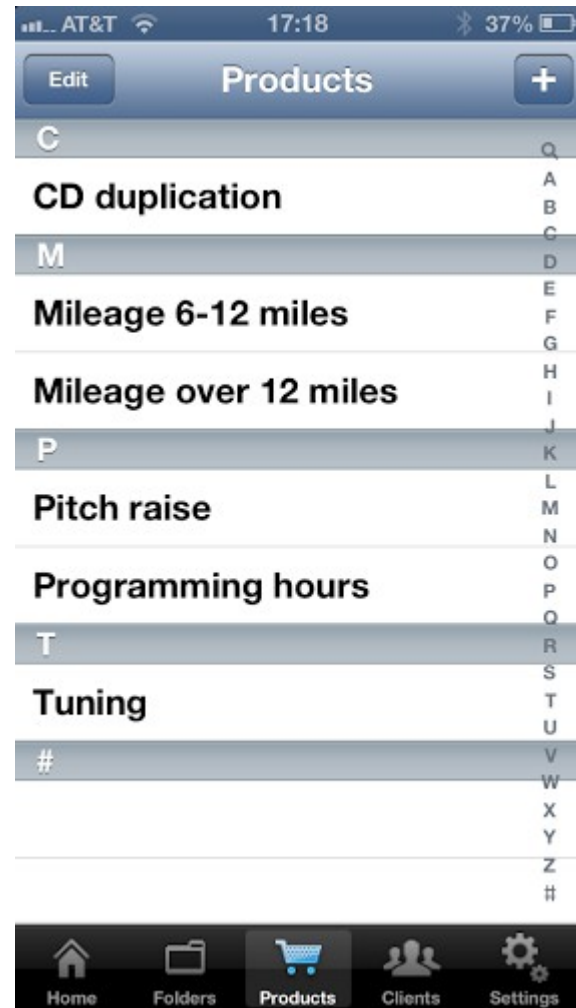 AT&T 17:18 37%
Edit Products +
C
CD duplication
M
Mileage 6-12 miles
Mileage over 12 miles
P
Pitch raise
Programming hours
T
Tuning
#
A
B
C
D
E
F
G
H
I
J
K
L
M
N
O
P
Q
R
S
T
U
V
W
X
Y
Z
#
Home Folders Products Clients Settings